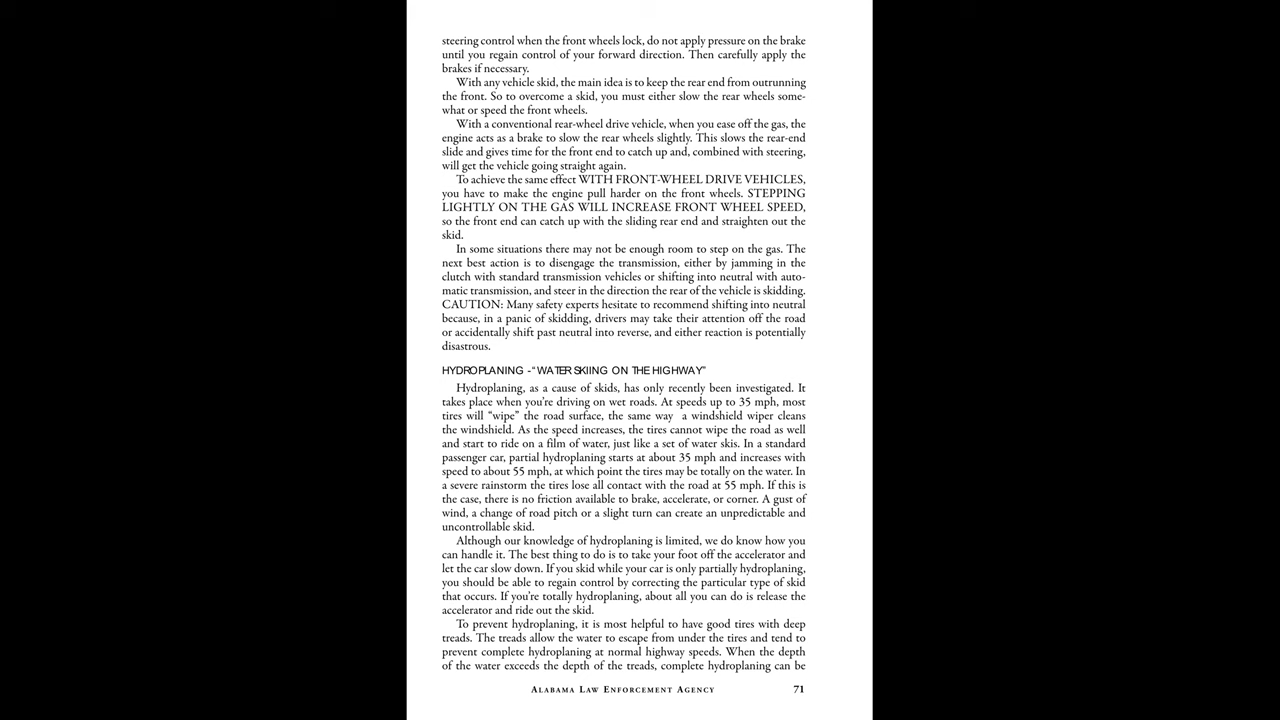 steering control when the front wheels lock, do not apply pressure on the brake
until you regain control of your forward direction. Then carefully apply the
brakes if necessary.
With any vehicle skid, the main idea is to keep the rear end from outrunning
the front. So to overcome a skid, you must either slow the rear wheels some-
what or speed the front wheels.
With a conventional rear-wheel drive vehicle, when you ease off the gas, the
engine acts as a brake to slow the rear wheels slightly. This slows the rear-end
slide and gives time for the front end to catch up and, combined with steering,
will get the vehicle going straight again.
To achieve the same effect WITH FRONT-WHEEL DRIVE VEHICLES,
you have to make the engine pull harder on the front wheels. STEPPING
LIGHTLY ON THE GAS WILL INCREASE FRONT WHEEL SPEED,
so the front end can catch up with the sliding rear end and straighten out the
skid.
In some situations there may not be enough room to step on the gas. The
next best action is to disengage the transmission, either by jamming in the
clutch with standard transmission vehicles or shifting into neutral with auto-
matic transmission, and steer in the direction the rear of the vehicle is skidding.
CAUTION: Many safety experts hesitate to recommend shifting into neutral
because, in a panic of skidding, drivers may take their attention off the road
or accidentally shift past neutral into reverse, and either reaction is potentially
disastrous.
HYDROPLANING -“WATER SKIING ON THE HIGHWAY”
Hydroplaning, as a cause of skids, has only recently been investigated. It
takes place when you’re driving on wet roads. At speeds up to 35 mph, most
tires will “wipe” the road surface, the same way a windshield wiper cleans
the windshield. As the speed increases, the tires cannot wipe the road as well
and start to ride on a film of water, just like a set of water skis. In a standard
passenger car, partial hydroplaning starts at about 35 mph and increases with
speed to about 55 mph, at which point the tires may be totally on the water. In
a severe rainstorm the tires lose all contact with the road at 55 mph. If this is
the case, there is no friction available to brake, accelerate, or corner. A gust of
wind, a change of road pitch or a slight turn can create an unpredictable and
uncontrollable skid.
Although our knowledge of hydroplaning is limited, we do know how you
can handle it. The best thing to do is to take your foot off the accelerator and
let the car slow down. If you skid while your car is only partially hydroplaning,
you should be able to regain control by correcting the particular type of skid
that occurs. If you’re totally hydroplaning, about all you can do is release the
accelerator and ride out the skid.
To prevent hydroplaning, it is most helpful to have good tires with deep
treads. The treads allow the water to escape from under the tires and tend to
prevent complete hydroplaning at normal highway speeds. When the depth
of the water exceeds the depth of the treads, complete hydroplaning can be
ALABAMA LAW ENFORCEMENT AGENCY 71